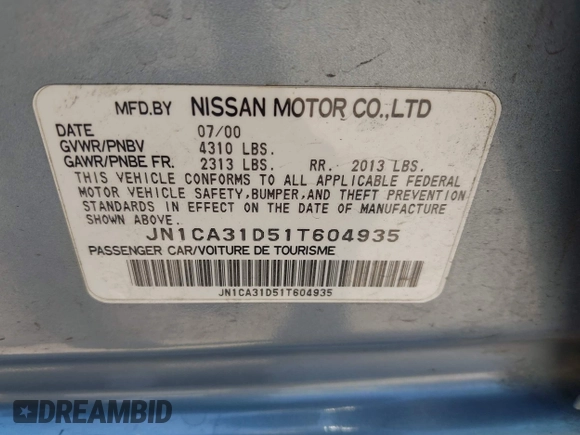 MFD.BY NISSAN MOTOR CO.,LTD
DATE 07/00
GVWR/PNBV 4310 LBS.
GAWR/PNBE FR. 2313 LBS. RR. 2013 LBS.
THIS VEHICLE CONFORMS TO ALL APPLICABLE FEDERAL
MOTOR VEHICLE SAFETY,BUMPER,AND THEFT PREVENTION
STANDARDS IN EFFECT ON THE DATE OF MANUFACTURE
SHOWN ABOVE.
JN1CA31D51T604935
PASSENGER CAR/VOITURE DE TOURISME
JN1CA31D51T604935
DREAMBID